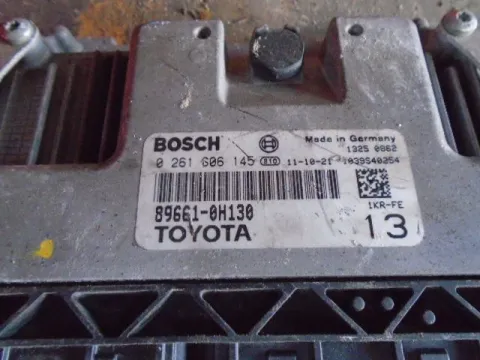 BOSCH Made in Germany
1325 0862
0 261 S06 145 BTO 11-10-21 1039S40254
89661-0H130 1KR-FE
TOYOTA 13